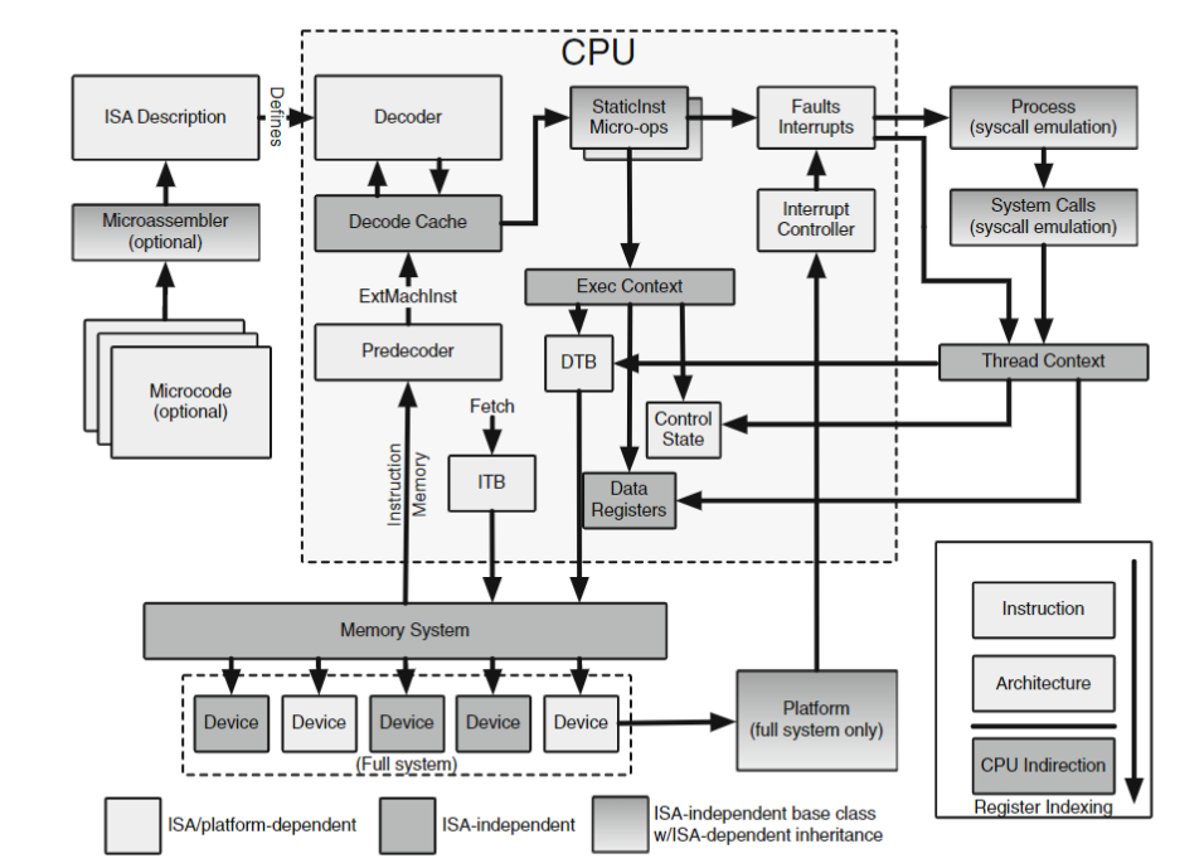 CPU
ISA Description
Defines
Decoder
StaticInst
Micro-ops
Faults
Interrupts
Process
(syscall emulation)
Microassembler
(optional)
Decode Cache
Interrupt
Controller
System Calls
(syscall emulation)
ExtMachInst
Exec Context
Microcode
(optional)
Predecoder
DTB
Thread Context
Fetch
Control
State
Instruction
Memory
ITB
Data
Registers
Memory System
Device
Device
Device
Device
Device
(Full system)
Platform
(full system only)
Instruction
Architecture
CPU Indirection
Register Indexing
ISA/platform-dependent
ISA-independent
ISA-independent base class
w/ISA-dependent inheritance